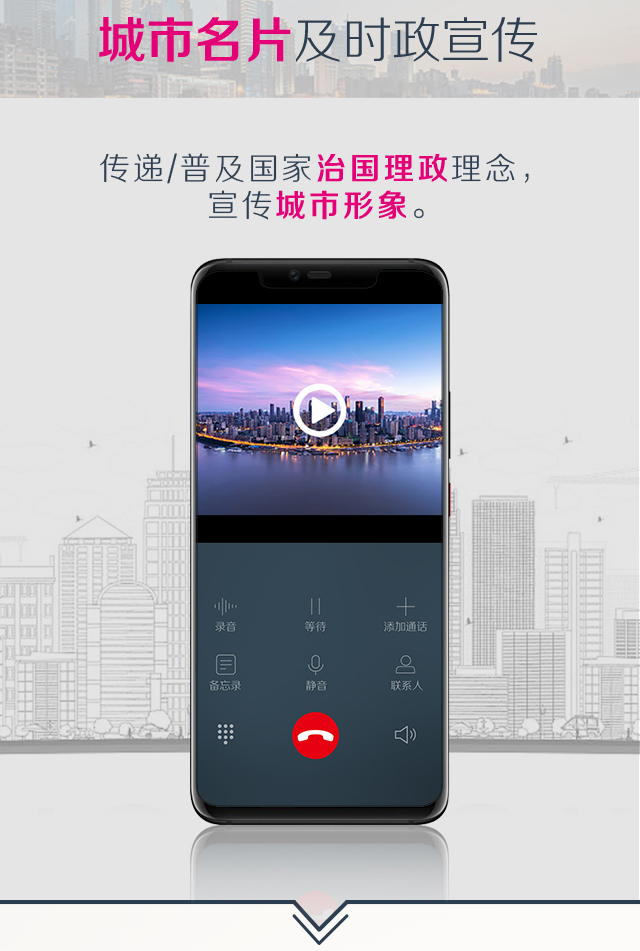 城市名片及时政宣传
传递/普及国家治国理政理念，
宣传城市形象。
录音 等待 添加通话
备忘录 静音 联系人